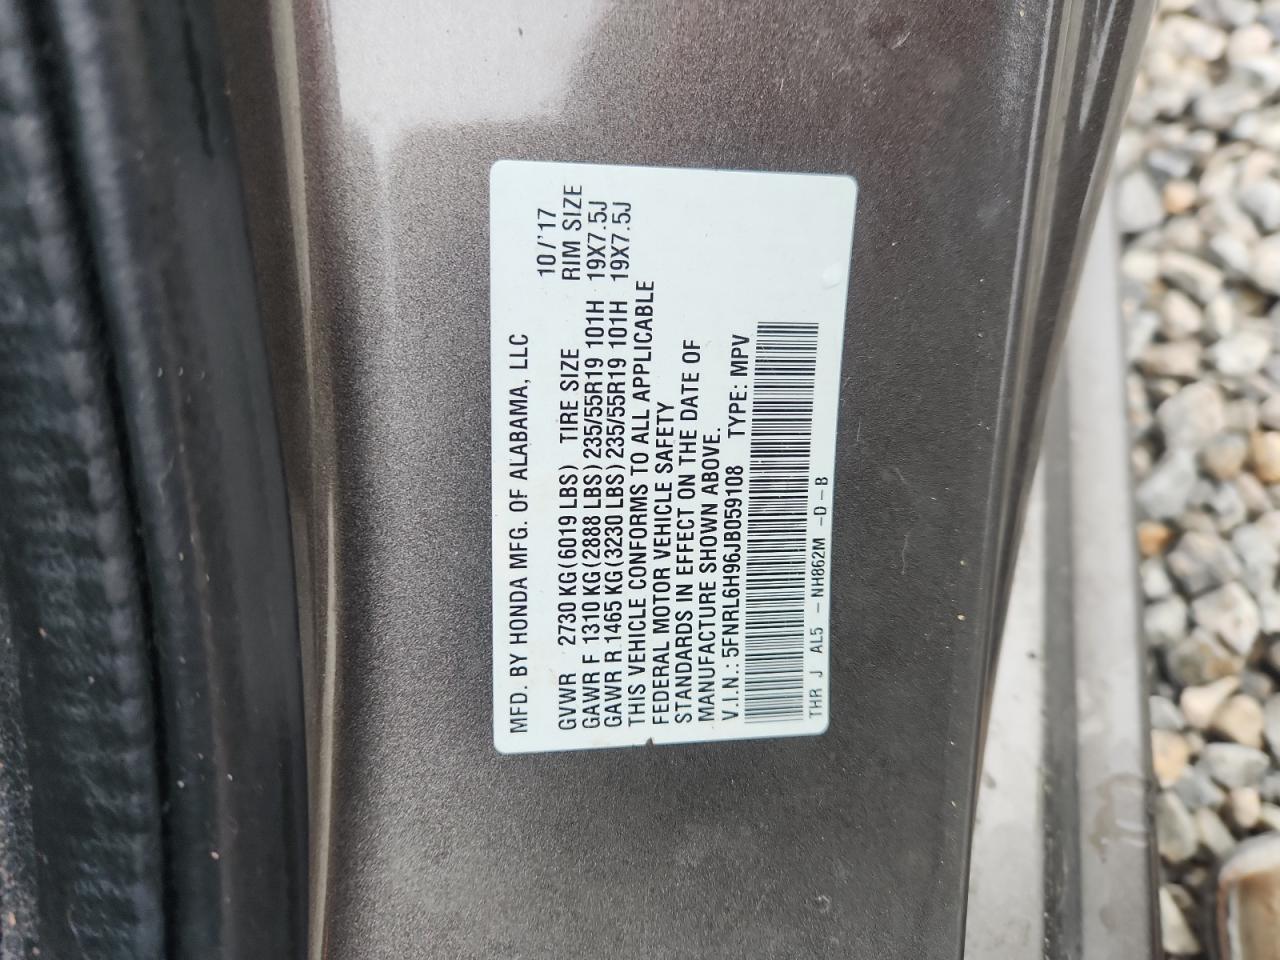 MFD. BY HONDA MFG. OF ALABAMA, LLC
10/'17
GVWR 2730 KG(6019 LBS) TIRE SIZE RIM SIZE
GAWR F 1310 KG(2888 LBS) 235/55R19 101H 19X7.5J
GAWR R 1465 KG(3230 LBS) 235/55R19 101H 19X7.5J
THIS VEHICLE CONFORMS TO ALL APPLICABLE
FEDERAL MOTOR VEHICLE SAFETY
STANDARDS IN EFFECT ON THE DATE OF
MANUFACTURE SHOWN ABOVE.
V.I.N.: 5FNRL6H96JB059108 TYPE: MPV
THR J AL5 - NH862M -D-B